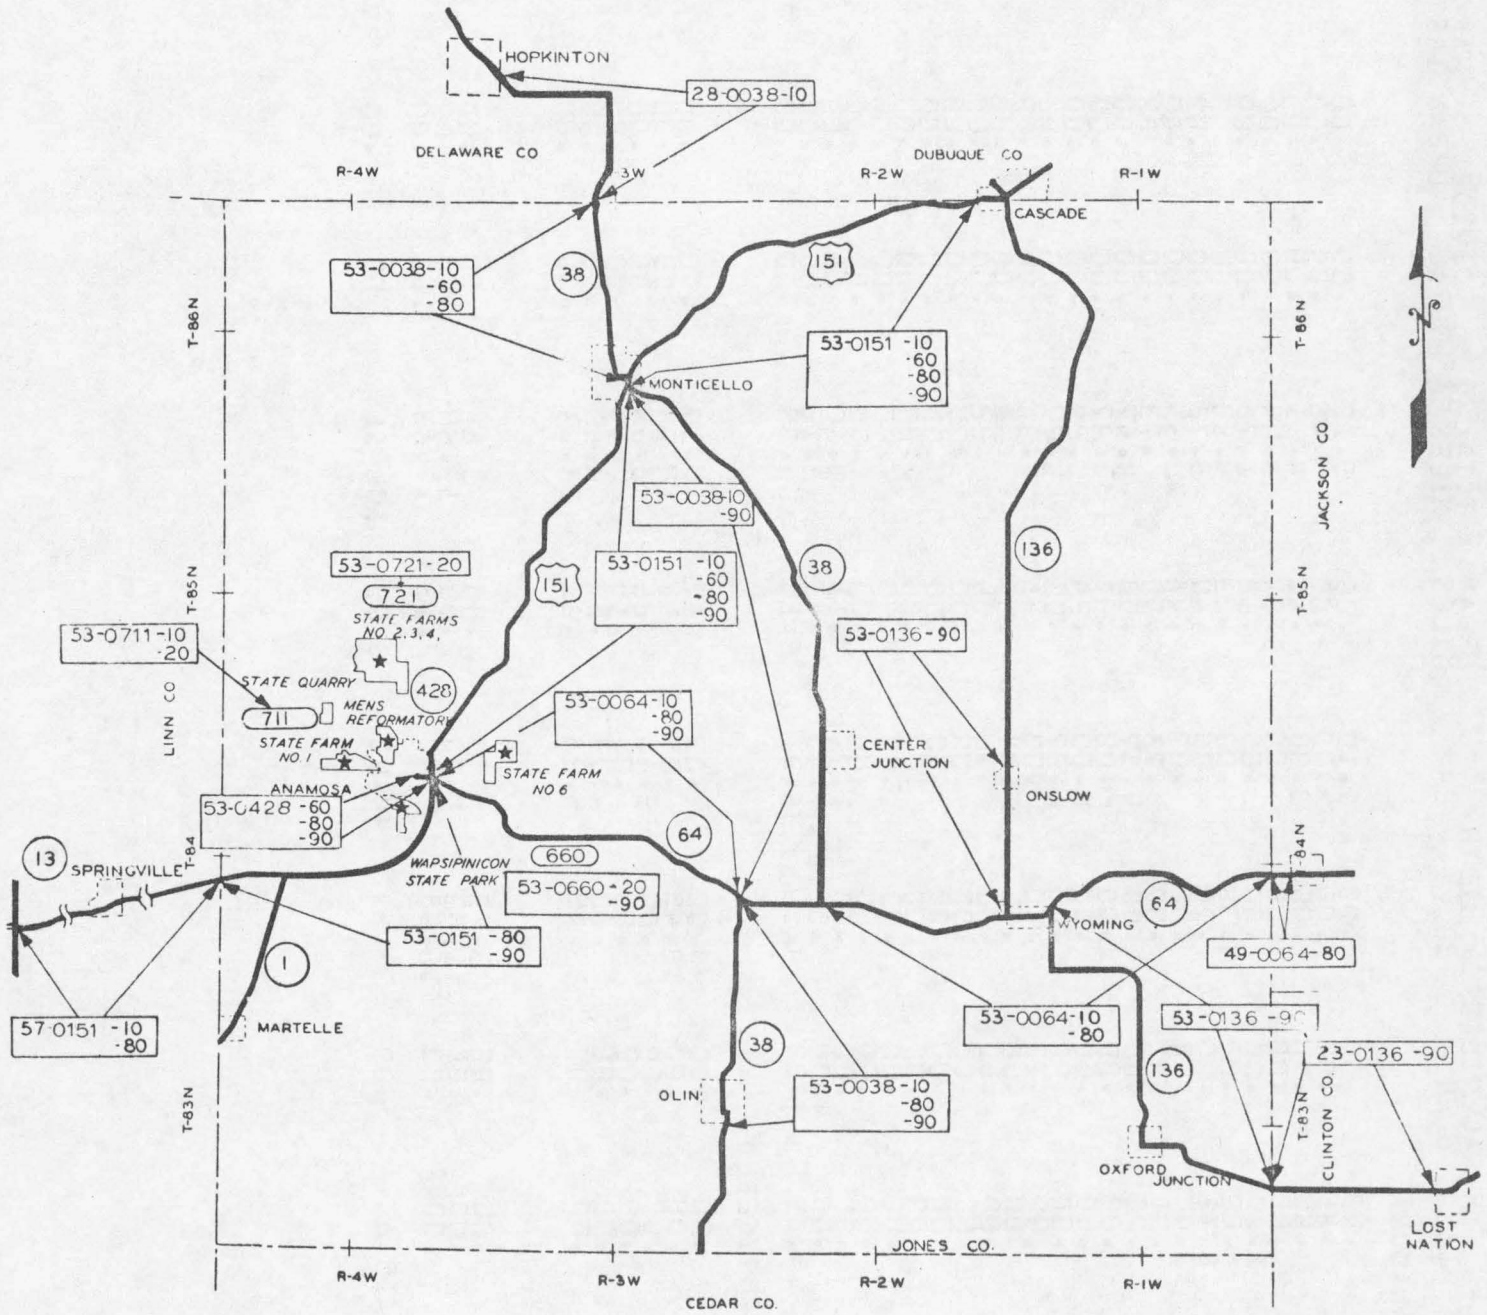 HOPKINTON
28-0038-10
DELAWARE CO
DUBUQUE CO
R-4W
3W
R-2W
R-1W
CASCADE
38
151
53-0038-10
-60
-80
T-86N
T-86N
53-0151 -10
-60
-80
-90
MONTICELLO
JACKSON CO
53-0038-10
-90
136
53-0721-20
53-0151 -10
-60
-80
-90
151
38
721
T-85N
T-85N
STATE FARMS
NO. 2,3,4,
53-0711-10
-20
53-0136-90
STATE QUARRY
428
LINN CO
711
MENS
REFORMATORY
53-0064-10
-80
-90
STATE FARM
NO. 1
CENTER
JUNCTION
STATE FARM
NO 6
ANAMOSA
ONSLOW
53-0428 -60
-80
-90
64
13
SPRINGVILLE
T-84
660
84N
WAPSIPINICON
STATE PARK
53-0660-20
-90
64
WYOMING
53-0151 -80
-90
49-0064-80
1
57-0151 -10
-80
MARTELLE
53-0064-10
-80
53-0136 -90
38
23-0136 -90
136
53-0038-10
-80
-90
OLIN
T-83N
T-83N
CLINTON CO.
OXFORD
JUNCTION
LOST
NATION
JONES CO.
R-4W
R-3W
R-2W
R-1W
CEDAR CO.